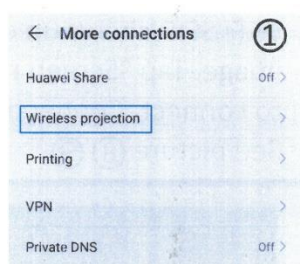 ← More connections ①
Huawei Share Off >
Wireless projection >
Printing >
VPN >
Private DNS Off >